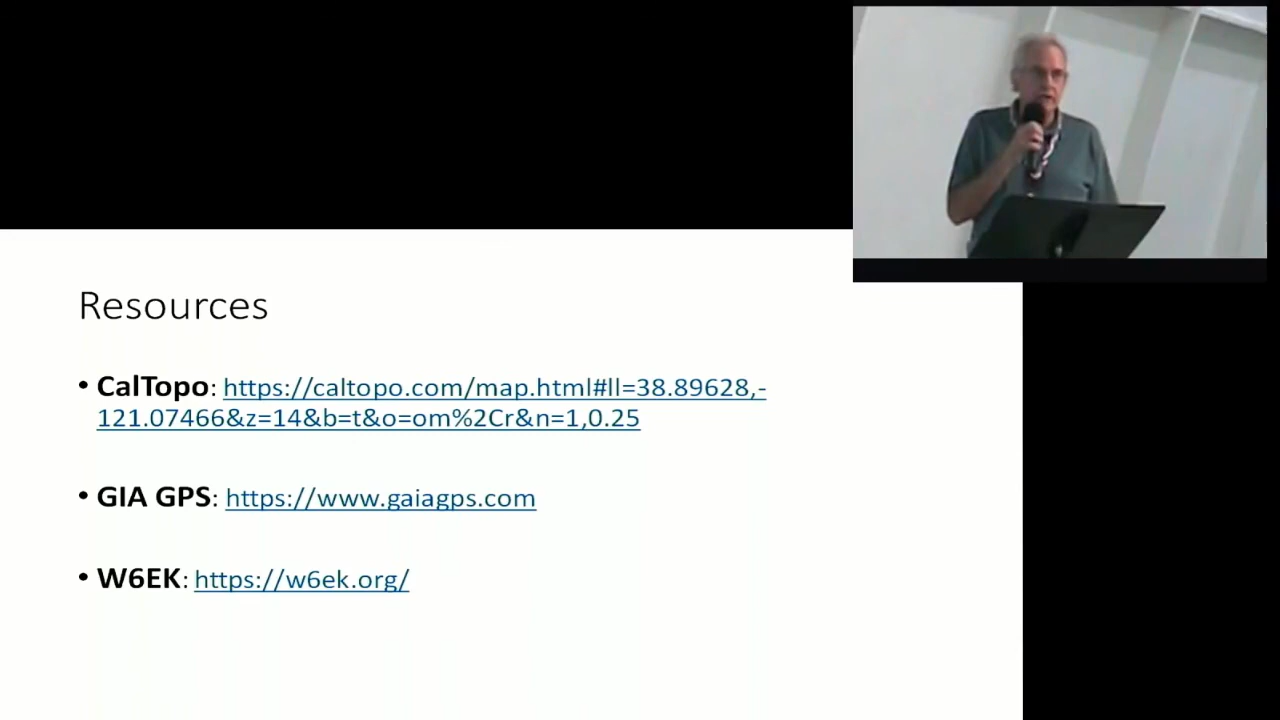 Resources
• CalTopo: https://caltopo.com/map.html#ll=38.89628,-
121.07466&z=14&b=t&o=om%2Cr&n=1,0.25
• GIA GPS: https://www.gaiagps.com
• W6EK: https://w6ek.org/